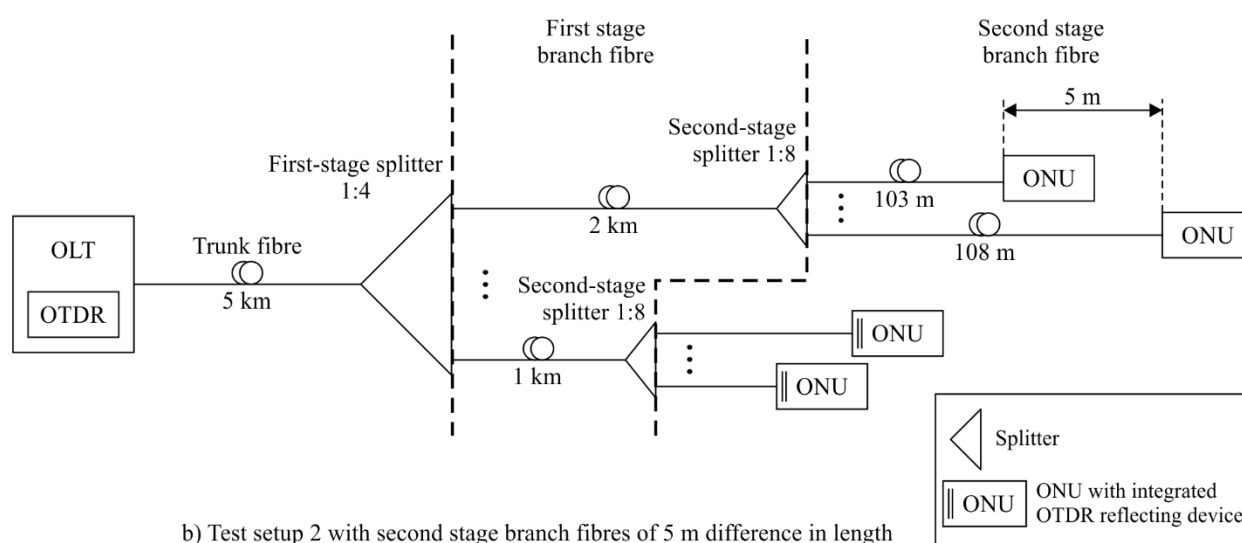 First stage
branch fibre
Second stage
branch fibre
5 m
Second-stage
splitter 1:8
First-stage splitter
1:4
ONU
103 m
2 km
OLT
Trunk fibre
ONU
108 m
OTDR
5 km
Second-stage
splitter 1:8
ONU
1 km
ONU
Splitter
ONU
ONU with integrated
OTDR reflecting device
b) Test setup 2 with second stage branch fibres of 5 m difference in length